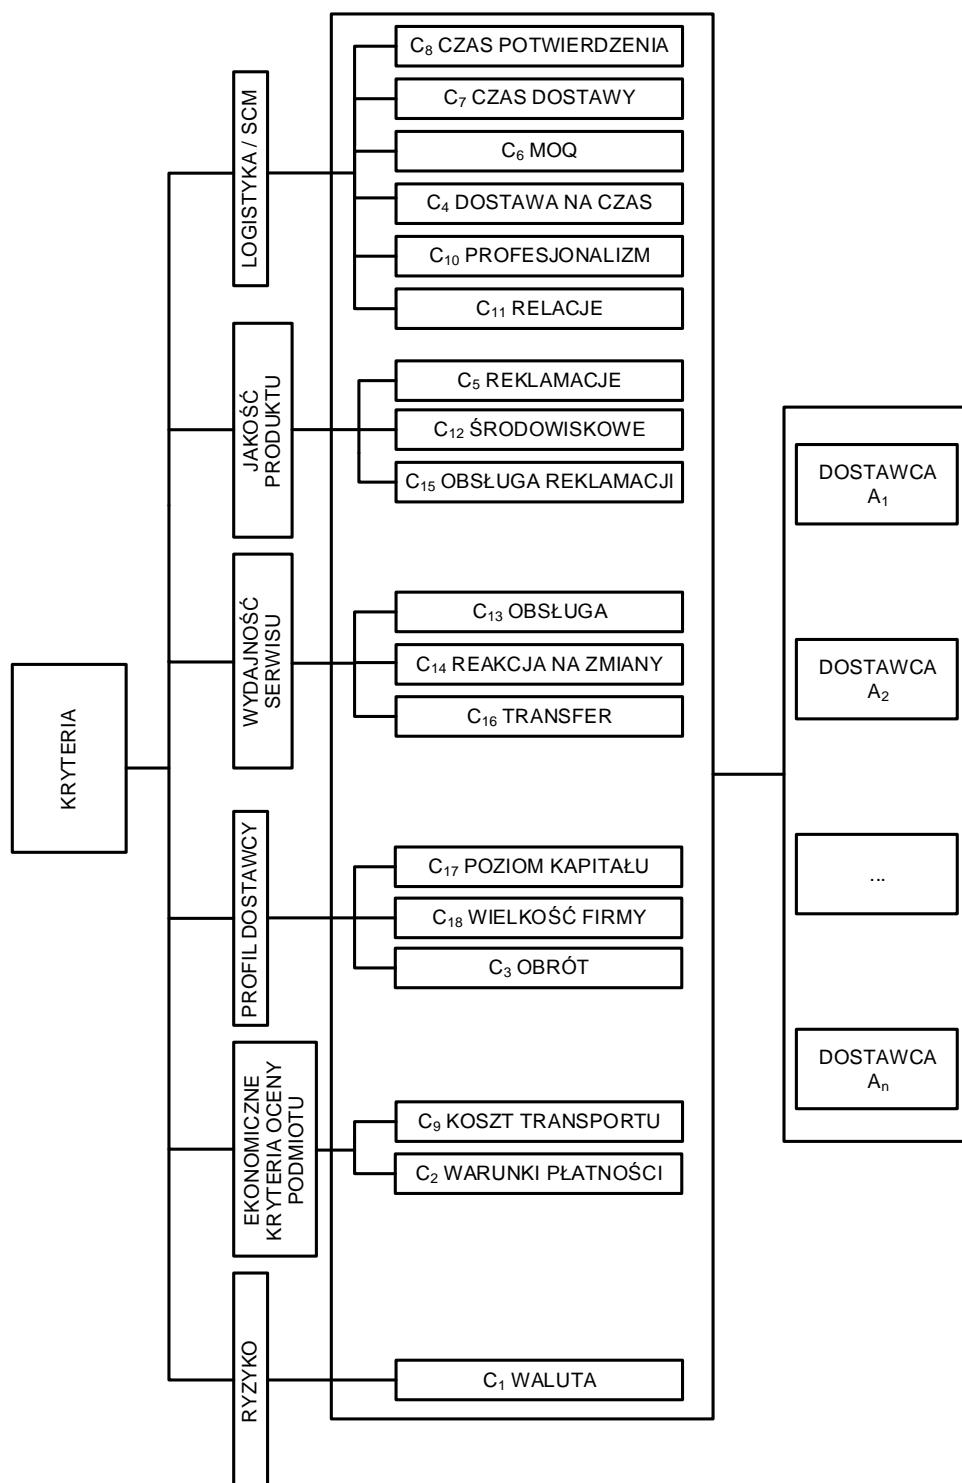 KRYTERIA
LOGISTYKA / SCM
C₈ CZAS POTWIERDZENIA
C₇ CZAS DOSTAWY
C₆ MOQ
C₄ DOSTAWA NA CZAS
C₁₀ PROFESJONALIZM
C₁₁ RELACJE
JAKOŚĆ
PRODUKTU
C₅ REKLAMACJE
C₁₂ ŚRODOWISKOWE
C₁₅ OBSŁUGA REKLAMACJI
WYDAJNOŚĆ
SERWISU
C₁₃ OBSŁUGA
C₁₄ REAKCJA NA ZMIANY
C₁₆ TRANSFER
PROFIL DOSTAWCY
C₁₇ POZIOM KAPITAŁU
C₁₈ WIELKOŚĆ FIRMY
C₃ OBRÓT
EKONOMICZNE
KRYTERIA OCENY
PODMIOTU
C₉ KOSZT TRANSPORTU
C₂ WARUNKI PŁATNOŚCI
RYZYKO
C₁ WALUTA
DOSTAWCA
A₁
DOSTAWCA
A₂
...
DOSTAWCA
Aₙ